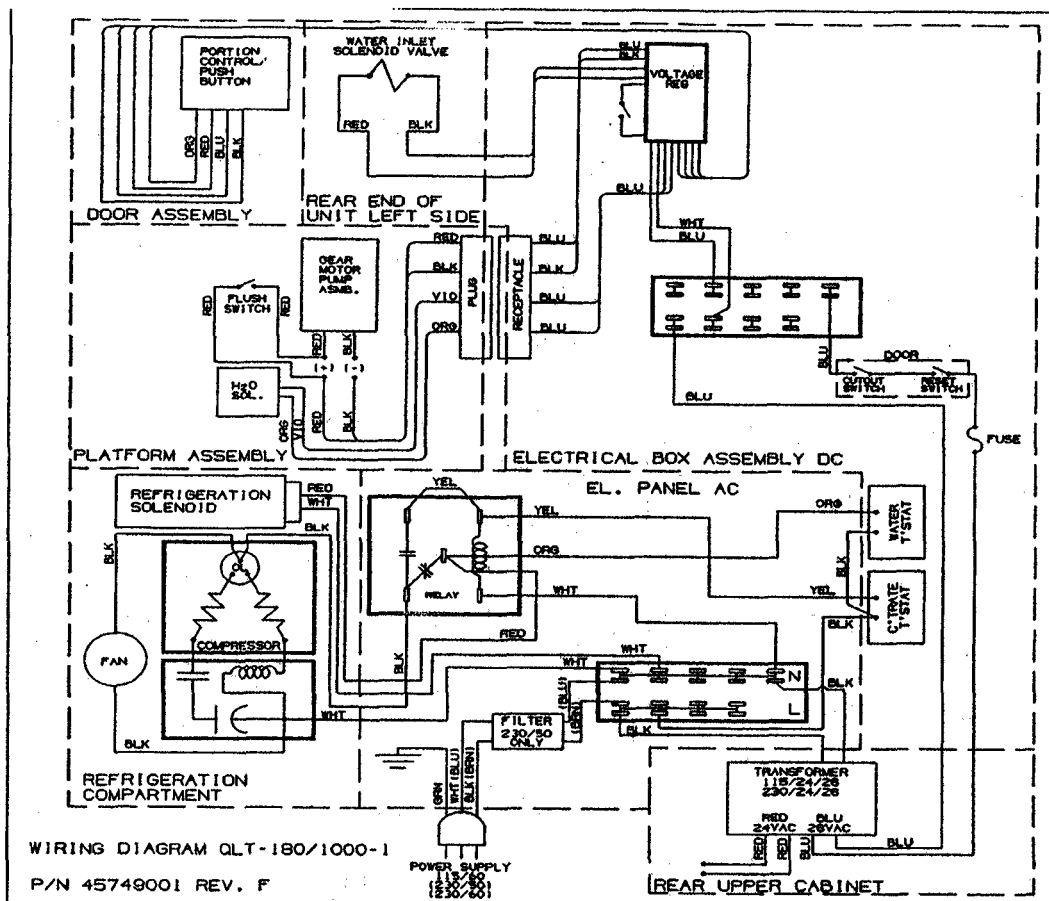 PORTION
CONTROL/
PUSH
BUTTON
ORG
RED
BLU
BLK
DOOR ASSEMBLY
WATER INLET
SOLENOID VALVE
RED
BLK
REAR END OF
UNIT LEFT SIDE
BLU
BLK
VOLTAGE
REG
BLU
WHT
BLU
RED
FLUSH
SWITCH
RED
GEAR
MOTOR
PUMP
ASMB.
RED
BLK
(+)
(-)
H2O
SOL.
ORG
VIO
RED
BLK
RED
BLK
VIO
ORG
PLUG
RECEPTACLE
BLU
BLK
BLU
BLU
PLATFORM ASSEMBLY
BLU
BLU
DOOR
CUTOUT
SWITCH
RESET
SWITCH
FUSE
ELECTRICAL BOX ASSEMBLY DC
REFRIGERATION
SOLENOID
RED
WHT
BLK
BLK
COMPRESSOR
FAN
BLK
WHT
REFRIGERATION
COMPARTMENT
EL. PANEL AC
YEL
YEL
ORG
WHT
RELAY
RED
BLK
ORG
WATER
T'STAT
BLK
YEL
C'TRATE
T'STAT
BLK
WHT
WHT
N
L
BLK
BLK
(BLU)
(BRN)
FILTER
230/50
ONLY
GRN
WHT(BLU)
BLK(BRN)
POWER SUPPLY
115/60
(230/50)
(230/60)
TRANSFORMER
115/24/26
230/24/26
RED
24VAC
BLU
26VAC
RED
RED
BLU
BLU
REAR UPPER CABINET
WIRING DIAGRAM QLT-180/1000-1
P/N 45749001 REV. F